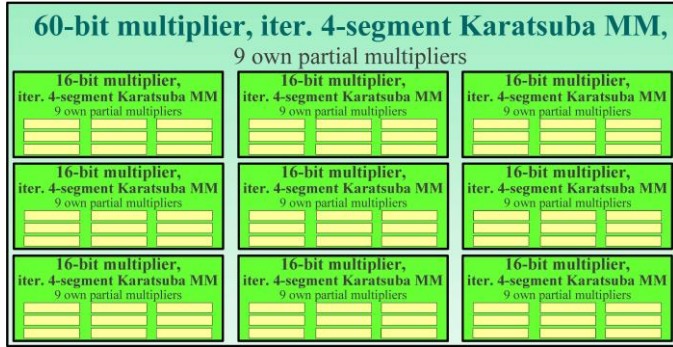 60-bit multiplier, iter. 4-segment Karatsuba MM,
9 own partial multipliers
16-bit multiplier,
iter. 4-segment Karatsuba MM
9 own partial multipliers
16-bit multiplier,
iter. 4-segment Karatsuba MM
9 own partial multipliers
16-bit multiplier,
iter. 4-segment Karatsuba MM
9 own partial multipliers
16-bit multiplier,
iter. 4-segment Karatsuba MM
9 own partial multipliers
16-bit multiplier,
iter. 4-segment Karatsuba MM
9 own partial multipliers
16-bit multiplier,
iter. 4-segment Karatsuba MM
9 own partial multipliers
16-bit multiplier,
iter. 4-segment Karatsuba MM
9 own partial multipliers
16-bit multiplier,
iter. 4-segment Karatsuba MM
9 own partial multipliers
16-bit multiplier,
iter. 4-segment Karatsuba MM
9 own partial multipliers